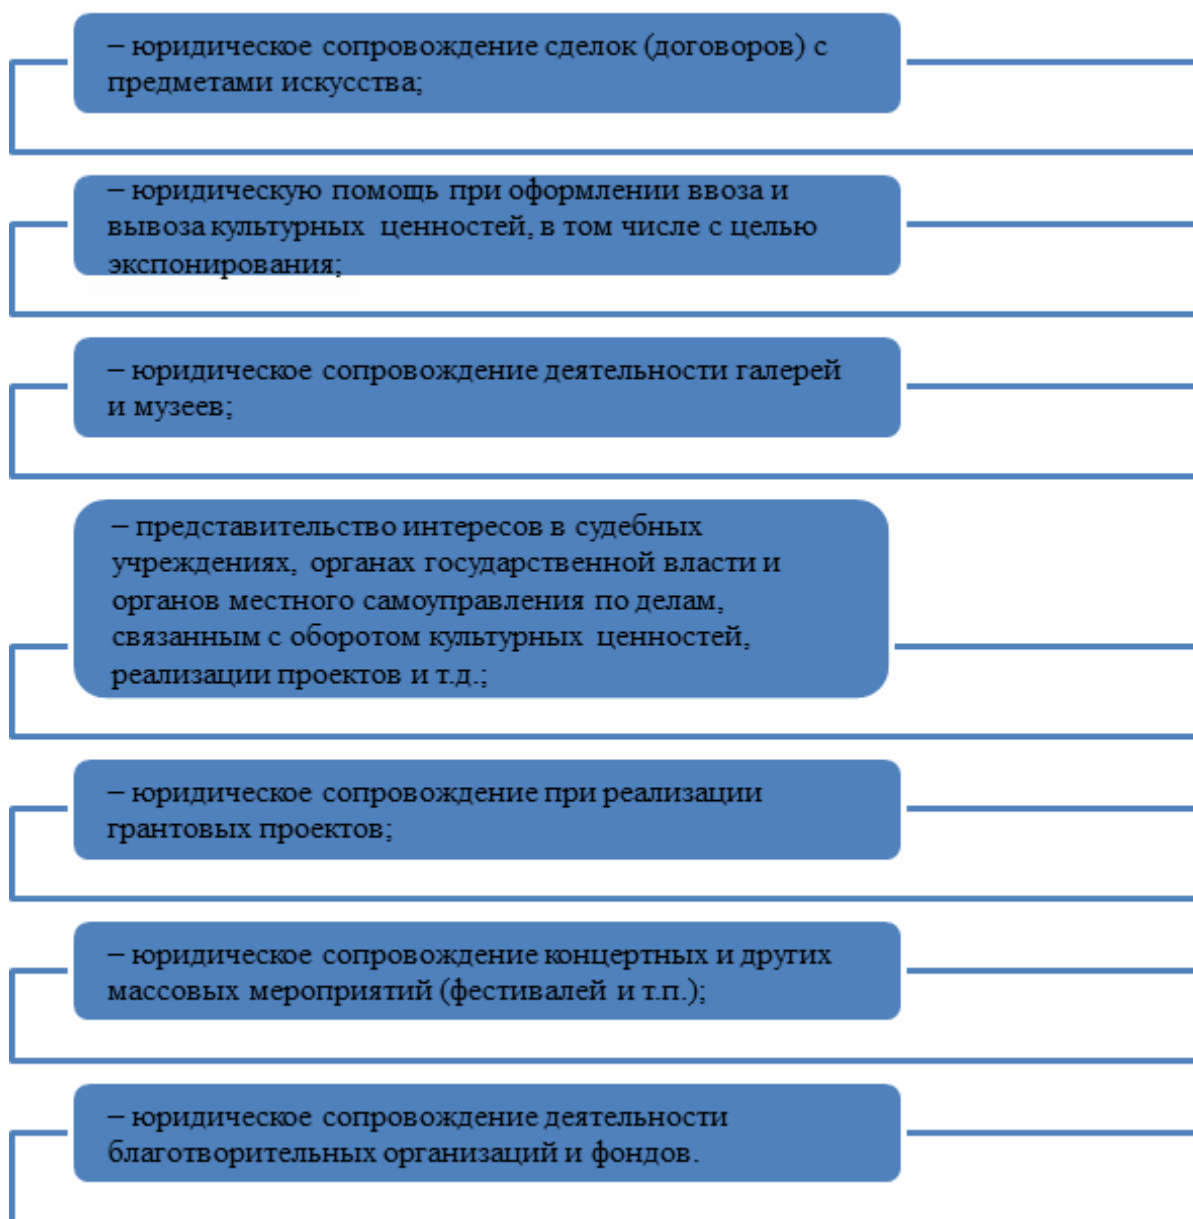 – юридическое сопровождение сделок (договоров) с
предметами искусства;
– юридическую помощь при оформлении ввоза и
вывоза культурных ценностей, в том числе с целью
экспонирования;
– юридическое сопровождение деятельности галерей
и музеев;
– представительство интересов в судебных
учреждениях, органах государственной власти и
органов местного самоуправления по делам,
связанным с оборотом культурных ценностей,
реализации проектов и т.д.;
– юридическое сопровождение при реализации
грантовых проектов;
– юридическое сопровождение концертных и других
массовых мероприятий (фестивалей и т.п.);
– юридическое сопровождение деятельности
благотворительных организаций и фондов.